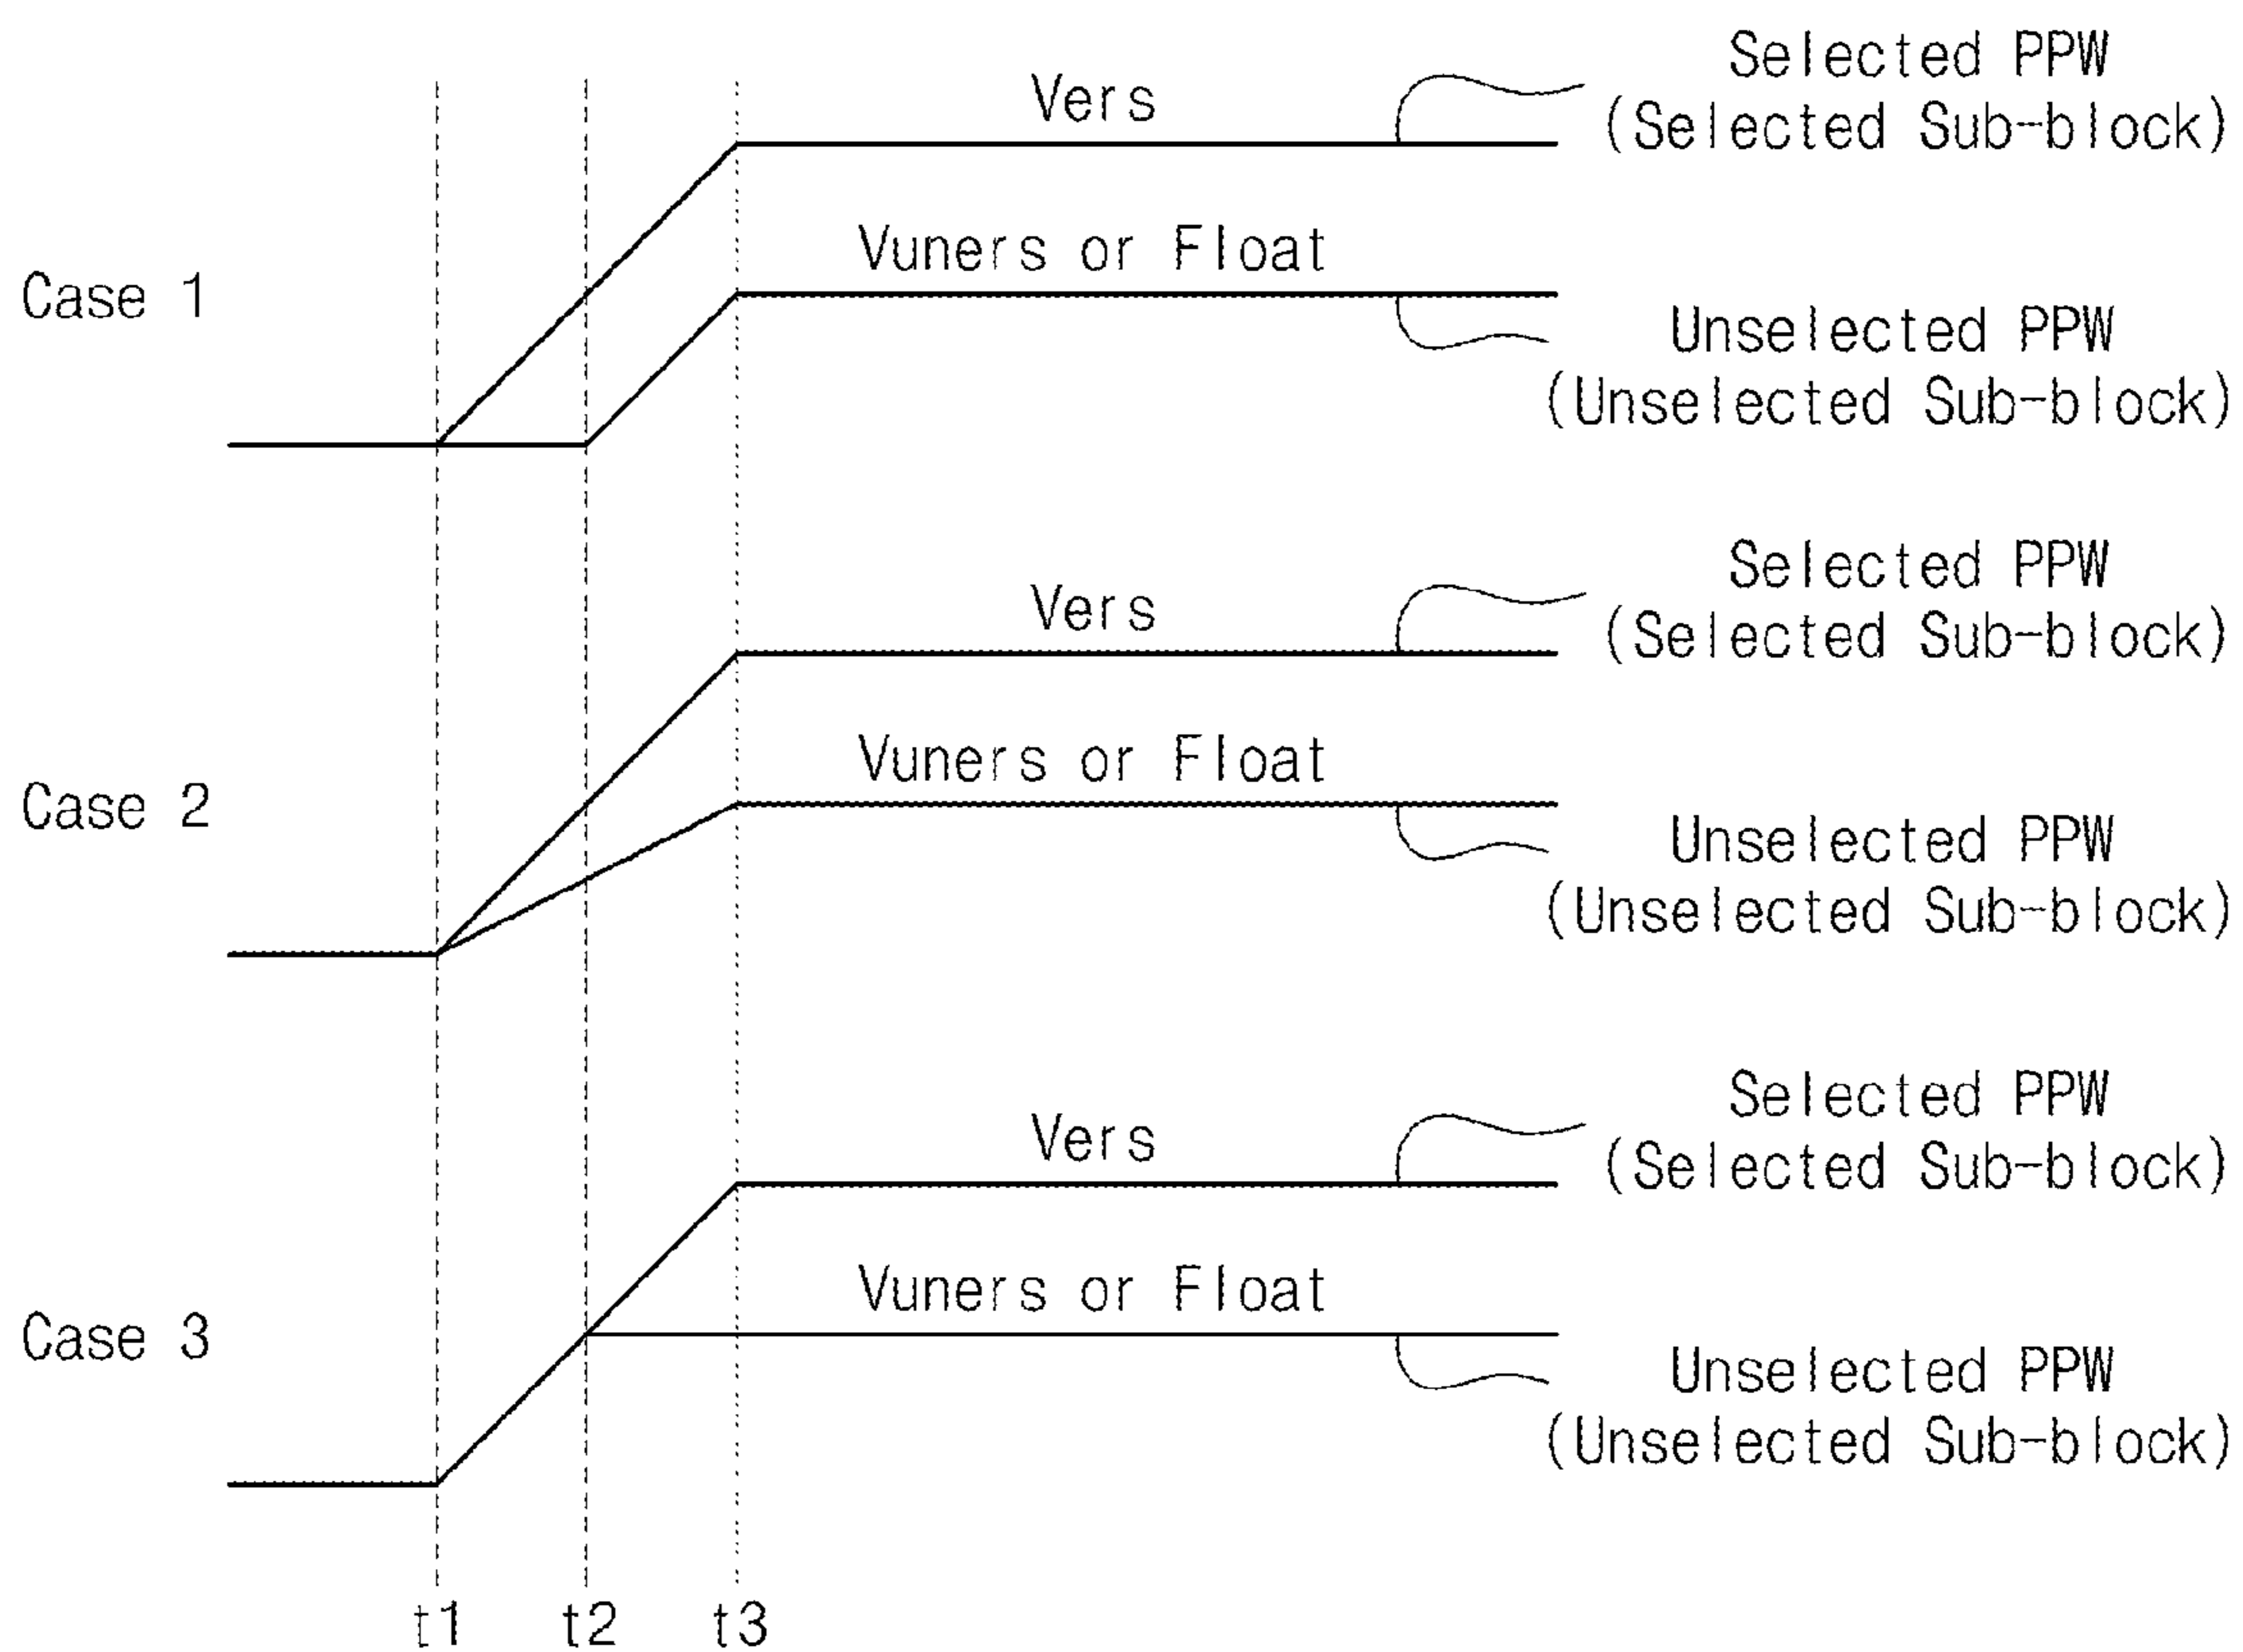 Selected PPW
Vers
(Selected Sub-block)
Vuners or Float
Case 1
Unselected PPW
(Unselected Sub-block)
Selected PPW
Vers
(Selected Sub-block)
Vuners or Float
Case 2
Unselected PPW
(Unselected Sub-block)
Selected PPW
Vers
(Selected Sub-block)
Vuners or Float
Case 3
Unselected PPW
(Unselected Sub-block)
t1 t2 t3